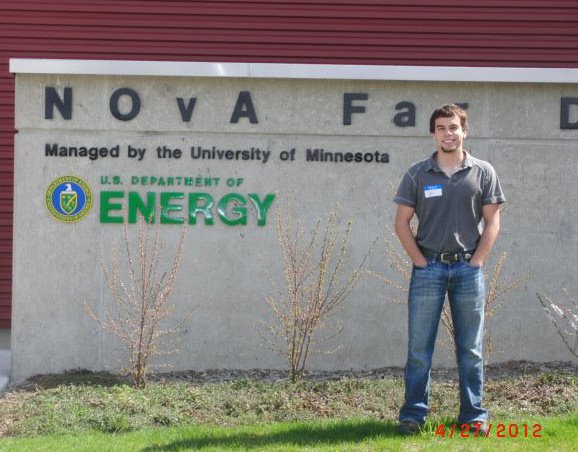 NOvA Far D
Managed by the University of Minnesota
U.S. DEPARTMENT OF
ENERGY
4/27/2012